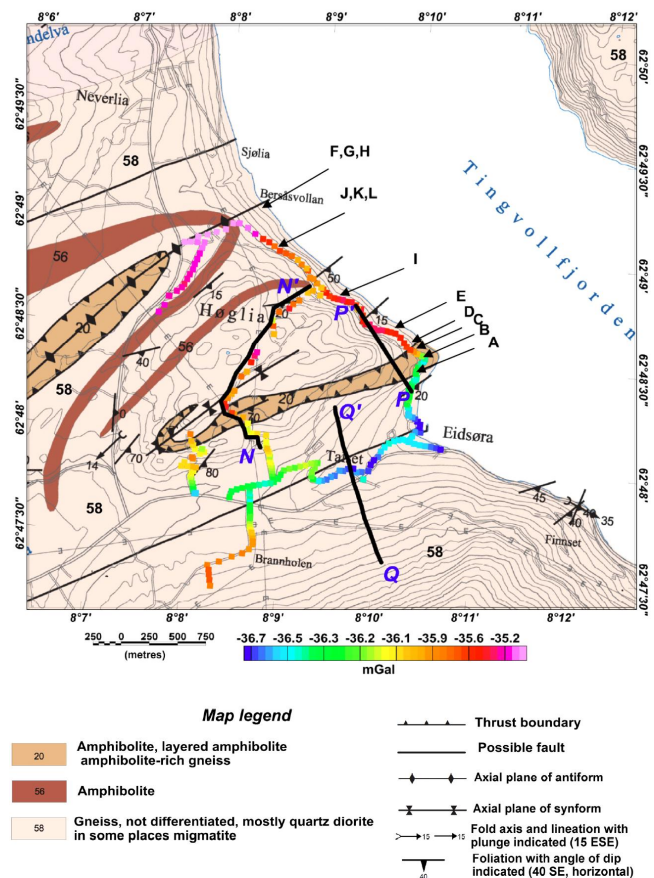 8°7'
8°8'
8°9'
8°10'
8°11'
8°12'
ndelva
58
62°50'
Neverlia
62°49'30"
62°49'30"
58
Sjølia
F,G,H
Tingvollfjorden
62°49'
Bersåsvollan
J,K,L
56
I
62°49'
50
N'
15
20
Høglia
P'
15
E
62°48'30"
D
C
B
56
40
A
58
20
62°48'30"
20
P
70
Q'
62°48'
Eidsøra
14
70
N
Tafset
80
62°48'
45
40
40
35
58
Finnset
62°47'30"
Brannholen
58
Q
62°47'30"
8°6'
8°7'
8°8'
8°9'
8°10'
8°11'
8°12'
250 0 250 500 750
(metres)
-36.7 -36.5 -36.3 -36.1 -35.9 -35.2
mGal
Map legend
20
Amphibolite, layered amphibolite
amphibolite-rich gneiss
56
Amphibolite
58
Gneiss, not differentiated, mostly quartz diorite
in some places migmatite
Thrust boundary
Possible fault
Axial plane of antiform
Axial plane of synform
15
15
Fold axis and lineation with
plunge indicated (15 ESE)
40
Foliation with angle of dip
indicated (40 SE, horizontal)